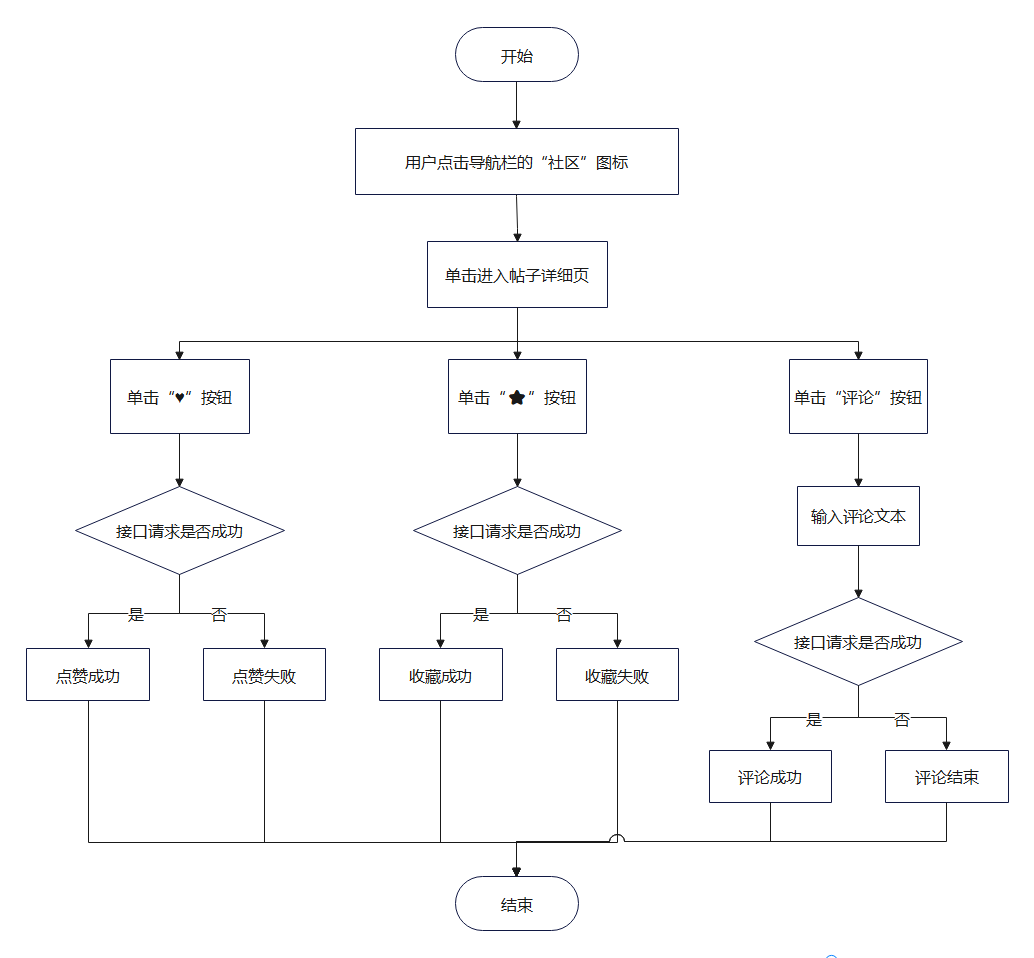 开始
用户点击导航栏的“社区”图标
单击进入帖子详细页
单击“♥”按钮
单击“★”按钮
单击“评论”按钮
接口请求是否成功
接口请求是否成功
输入评论文本
是
否
是
否
接口请求是否成功
点赞成功
点赞失败
收藏成功
收藏失败
是
否
评论成功
评论结束
结束